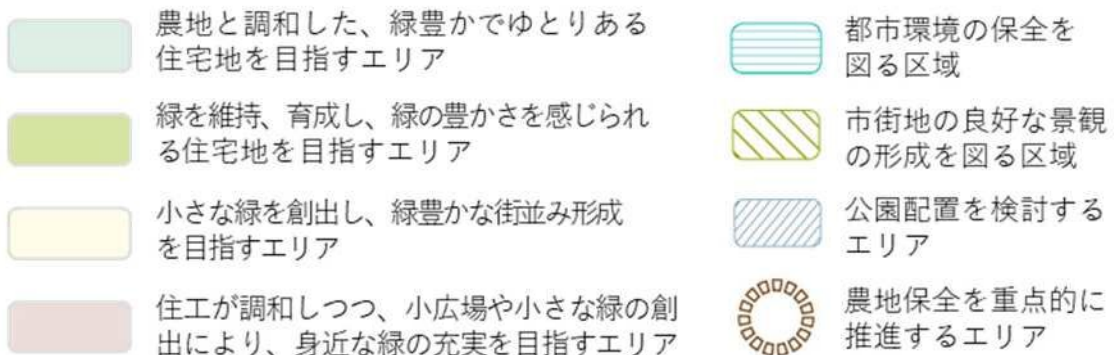 農地と調和した、緑豊かでゆとりある
住宅地を目指すエリア
緑を維持、育成し、緑の豊かさを感じられ
る住宅地を目指すエリア
小さな緑を創出し、緑豊かな街並み形成
を目指すエリア
住工が調和しつつ、小広場や小さな緑の創
出により、身近な緑の充実を目指すエリア
都市環境の保全を
図る区域
市街地の良好な景観
の形成を図る区域
公園配置を検討する
エリア
農地保全を重点的に
推進するエリア